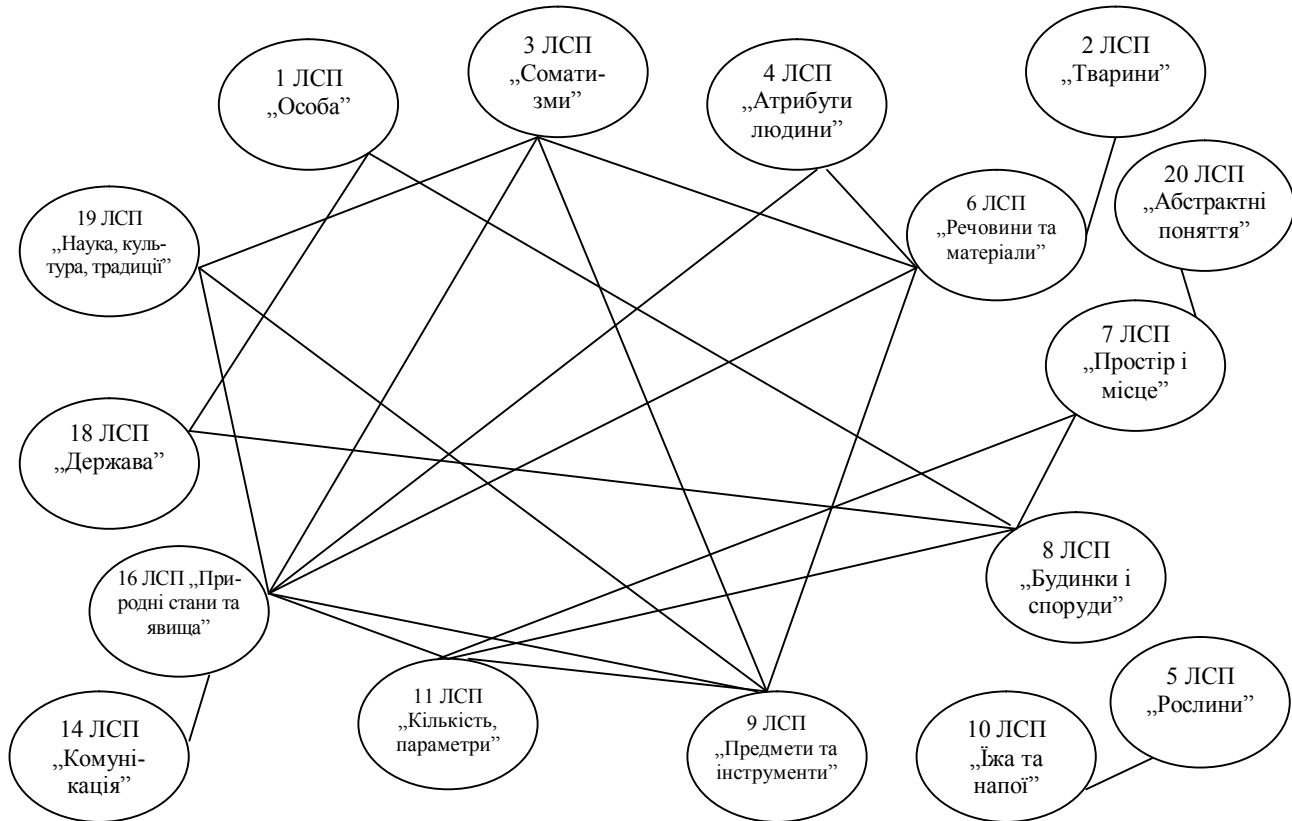 3 ЛСП
„Сомати-
зми”
2 ЛСП
„Тварини”
1 ЛСП
„Особа”
4 ЛСП
„Атрибути
людини”
20 ЛСП
„Абстрактні
поняття”
19 ЛСП
„Наука, куль-
тура, традиції”
6 ЛСП
„Речовини та
матеріали”
7 ЛСП
„Простір і
місце”
18 ЛСП
„Держава”
8 ЛСП
„Будинки і
споруди”
16 ЛСП „При-
родні стани та
явища”
11 ЛСП
„Кількість,
параметри”
5 ЛСП
„Рослини”
14 ЛСП
„Комуні-
кація”
9 ЛСП
„Предмети та
інструменти”
10 ЛСП
„Їжа та
напої”